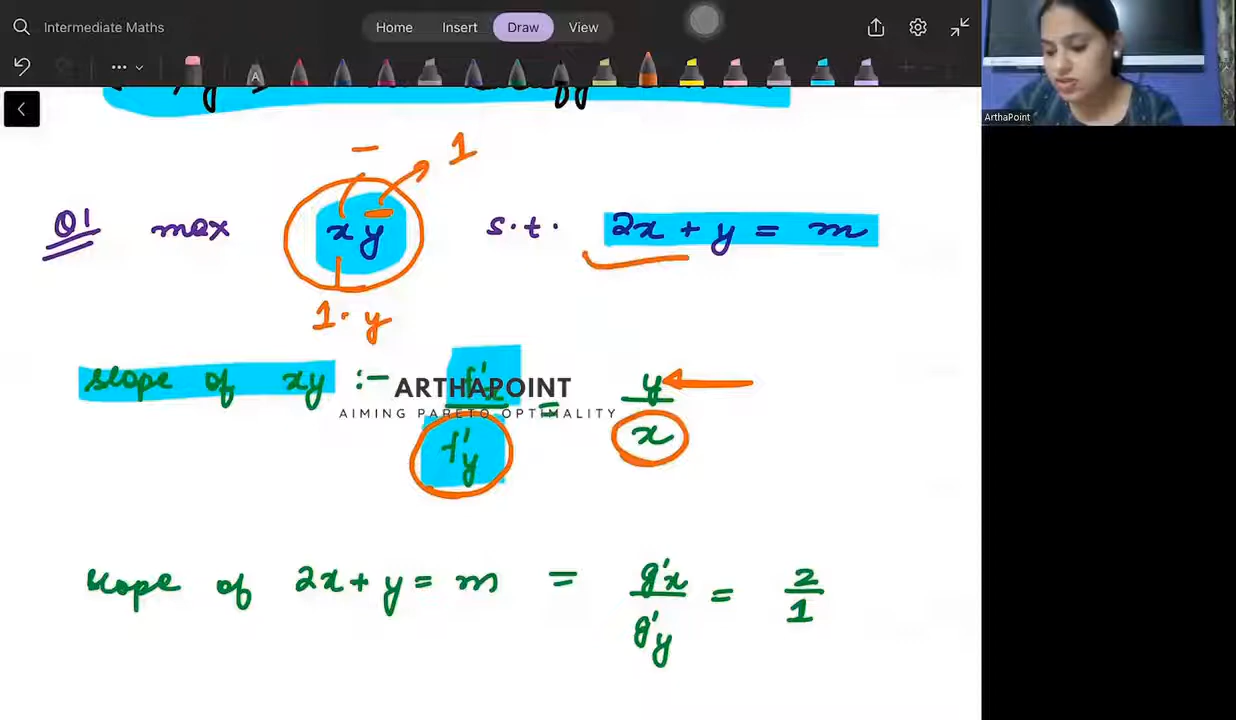 Intermediate Maths Home Insert Draw View
ArthaPoint
- 1
Q1 max xy s.t. 2x + y = m
1. y
slope of xy :- f'x / f'y = y / x
ARTHAPOINT
AIMING PARETO OPTIMALITY
slope of 2x + y = m = g'x / g'y = 2 / 1